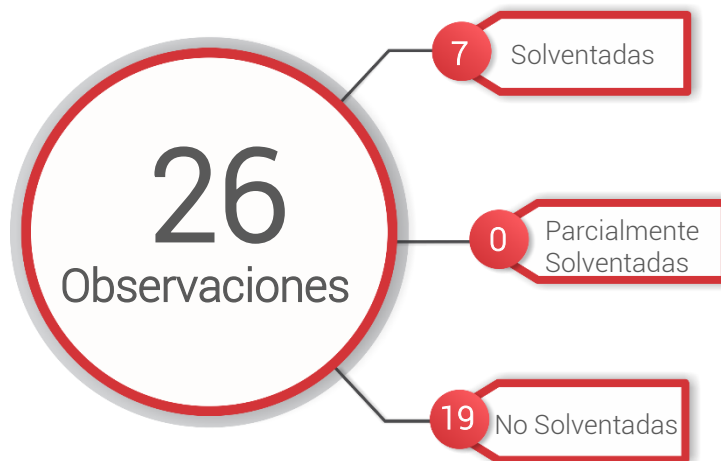 26
Observaciones
7
Solventadas
0
Parcialmente
Solventadas
19
No Solventadas